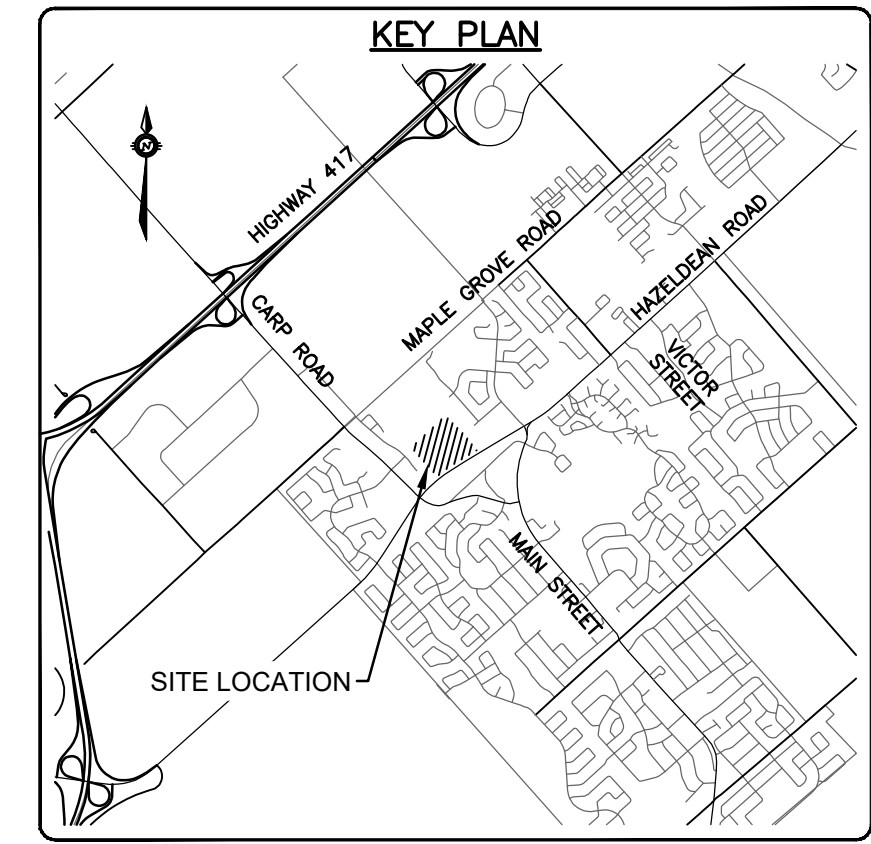 KEY PLAN
N
HIGHWAY 417
CARP ROAD
MAPLE GROVE ROAD
HAZELDEAN ROAD
VICTOR
STREET
MAIN STREET
SITE LOCATION